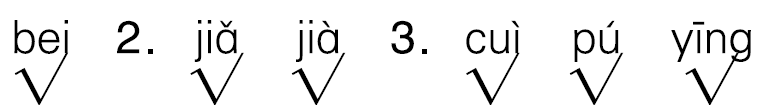 bei 2. jiǎ jià 3. cuì pú yīng
√ √ √ √ √ √